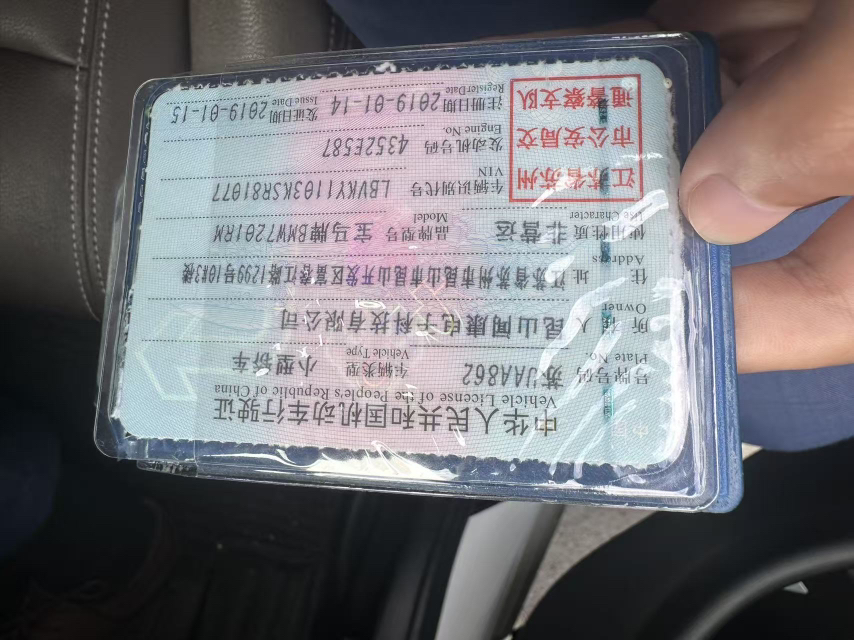 中华人民共和国机动车行驶证
Vehicle License of the People's Republic of China
号牌号码 苏UAA862 车辆类型 小型轿车
Plate No. Vehicle Type
所有人 昆山闻康电子科技有限公司
Owner
住址 江苏省苏州市昆山市昆山开发区富春江路1299号10#3楼
Address
使用性质 非营运 品牌型号 宝马牌BMW7201RM
Use Character Model
江苏省苏州
市公安局交
通警察支队
车辆识别代号 LBVKY1103KSR81077
VIN
发动机号码 4352E587
Engine No.
注册日期 2019-01-14 发证日期 2019-01-15
Register Date Issue Date